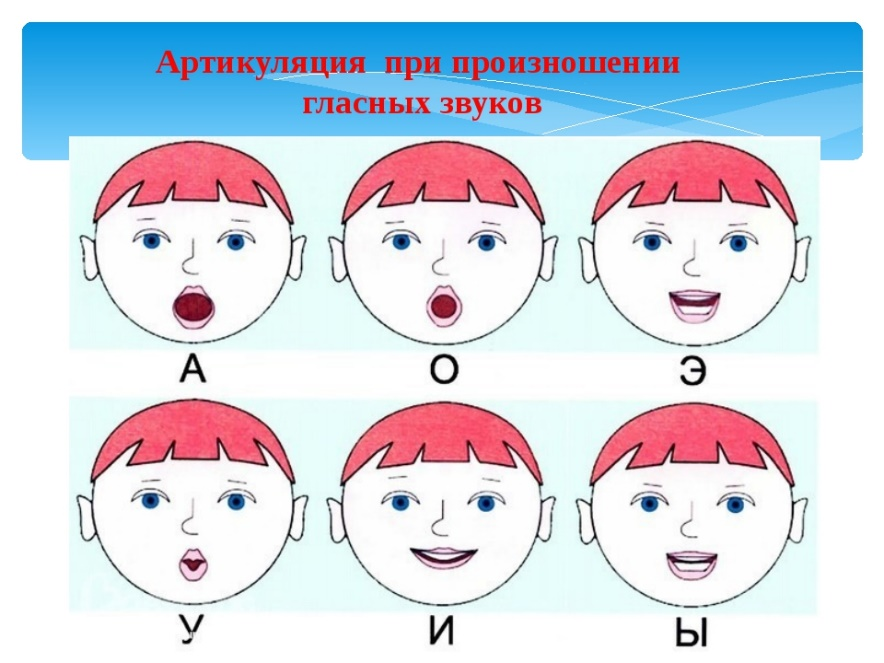 Артикуляция при произношении
гласных звуков
А О Э
У И Ы